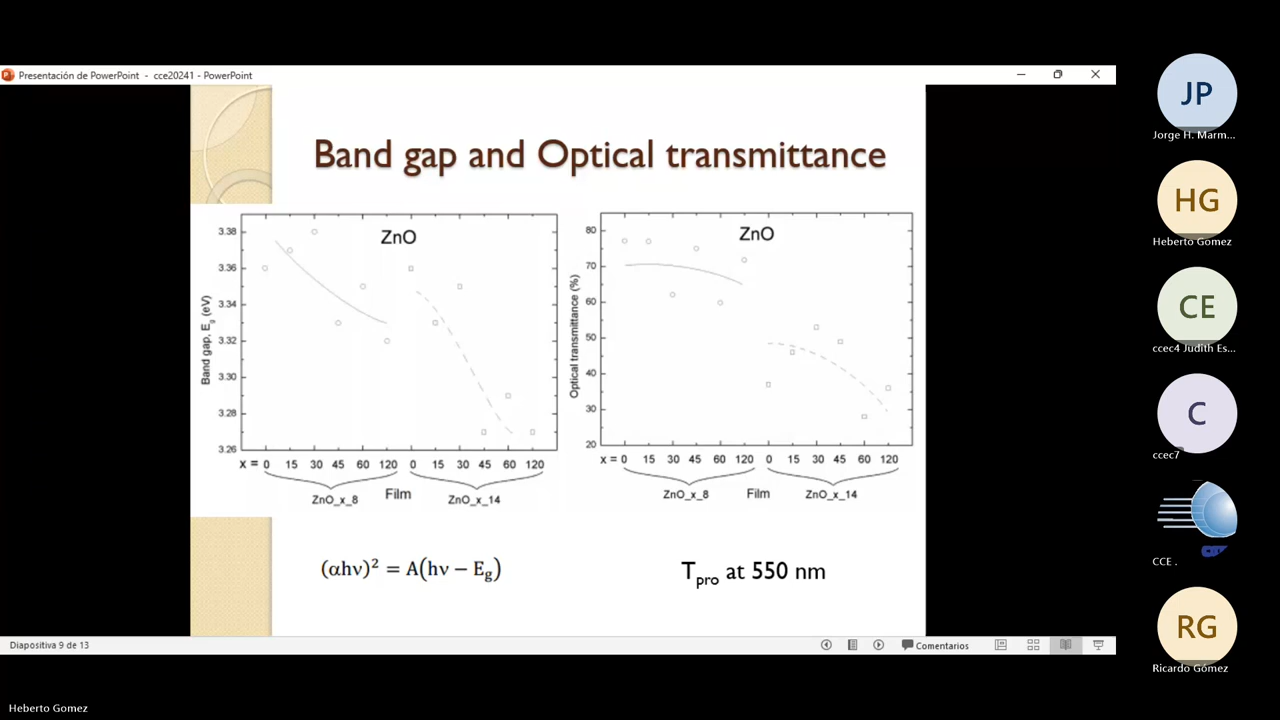 Presentación de PowerPoint - cce20241 - PowerPoint
Band gap and Optical transmittance
ZnO
3.38
3.36
3.34
3.32
3.30
3.28
3.26
Band gap, Eg (eV)
x = 0 15 30 45 60 120 0 15 30 45 60 120
ZnO_x_8 Film ZnO_x_14
ZnO
80
70
60
50
40
30
20
Optical transmittance (%)
x = 0 15 30 45 60 120 0 15 30 45 60 120
ZnO_x_8 Film ZnO_x_14
(αhν)² = A(hν − Eg)
Tpro at 550 nm
Diapositiva 9 de 13
Comentarios
JP
Jorge H. Marm...
HG
Heberto Gomez
CE
ccec4 Judith Es...
C
ccec7
CCE .
RG
Ricardo Gómez
Heberto Gomez